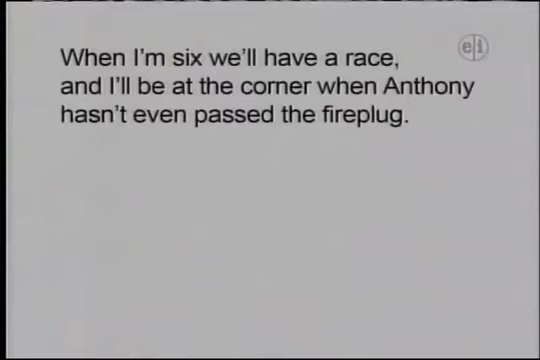 e/i
When I'm six we'll have a race,
and I'll be at the corner when Anthony
hasn't even passed the fireplug.